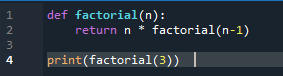 1 def factorial(n):
2     return n * factorial(n-1)
3
4 print(factorial(3))